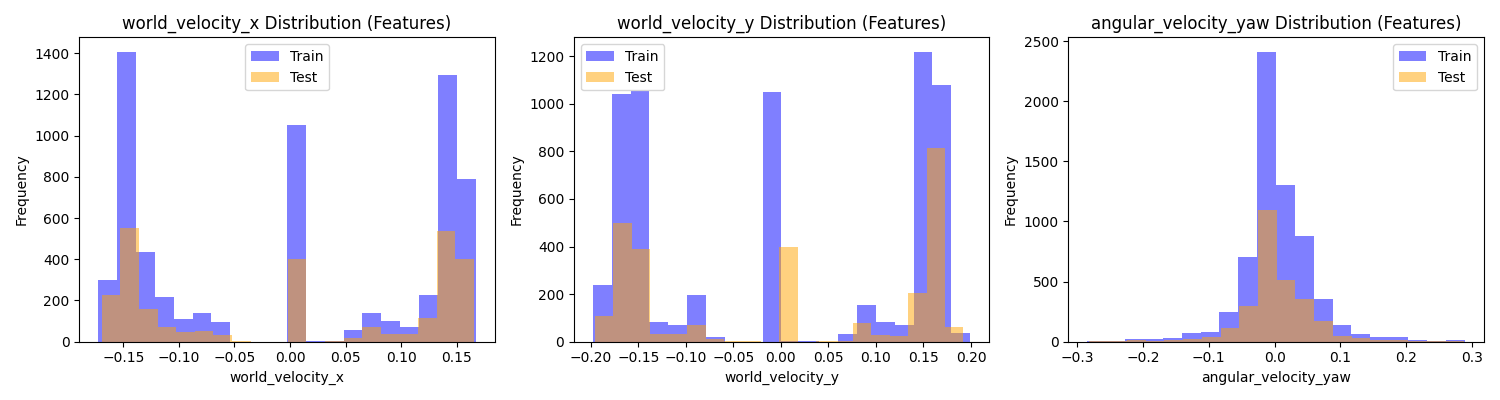 world_velocity_x Distribution (Features)
Frequency
1400
1200
1000
800
600
400
200
0
Train
Test
−0.15 −0.10 −0.05 0.00 0.05 0.10 0.15
world_velocity_x
world_velocity_y Distribution (Features)
Frequency
1200
1000
800
600
400
200
0
Train
Test
−0.20 −0.15 −0.10 −0.05 0.00 0.05 0.10 0.15 0.20
world_velocity_y
angular_velocity_yaw Distribution (Features)
Frequency
2500
2000
1500
1000
500
0
Train
Test
−0.3 −0.2 −0.1 0.0 0.1 0.2 0.3
angular_velocity_yaw